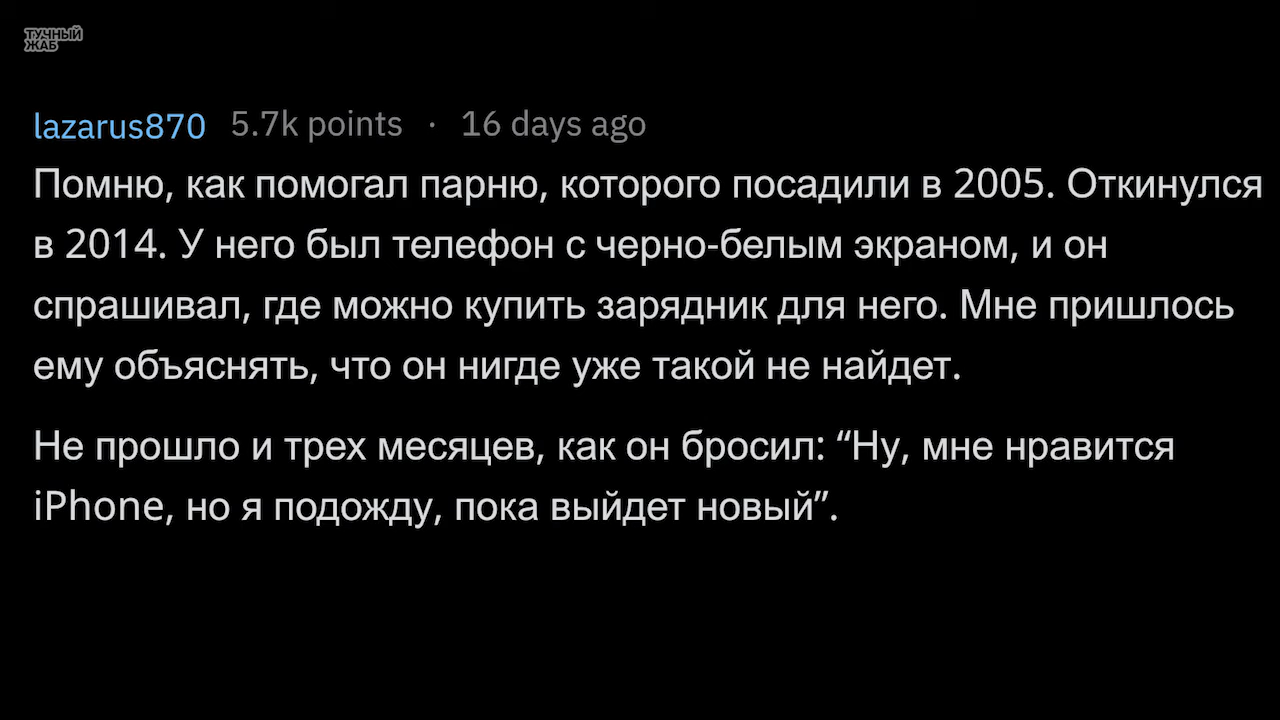 ТУЧНЫЙ
ЖАБ
lazarus870 5.7k points · 16 days ago
Помню, как помогал парню, которого посадили в 2005. Откинулся
в 2014. У него был телефон с черно-белым экраном, и он
спрашивал, где можно купить зарядник для него. Мне пришлось
ему объяснять, что он нигде уже такой не найдет.
Не прошло и трех месяцев, как он бросил: “Ну, мне нравится
iPhone, но я подожду, пока выйдет новый”.